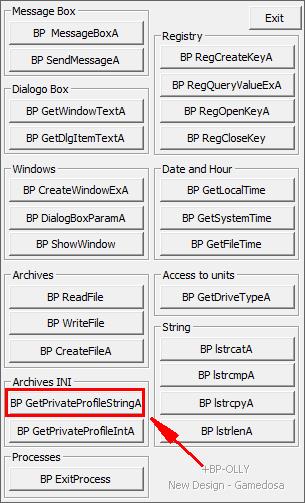 Message Box
BP MessageBoxA
BP SendMessageA
Dialogo Box
BP GetWindowTextA
BP GetDlgItemTextA
Windows
BP CreateWindowExA
BP DialogBoxParamA
BP ShowWindow
Archives
BP ReadFile
BP WriteFile
BP CreateFileA
Archives INI
BP GetPrivateProfileStringA
BP GetPrivateProfileIntA
Processes
BP ExitProcess
Exit
Registry
BP RegCreateKeyA
BP RegQueryValueExA
BP RegOpenKeyA
BP RegCloseKey
Date and Hour
BP GetLocalTime
BP GetSystemTime
BP GetFileTime
Access to units
BP GetDriveTypeA
String
BP lstrcatA
BP lstrcmpA
BP lstrcpyA
BP lstrlenA
+BP-OLLY
New Design - Gamedosa